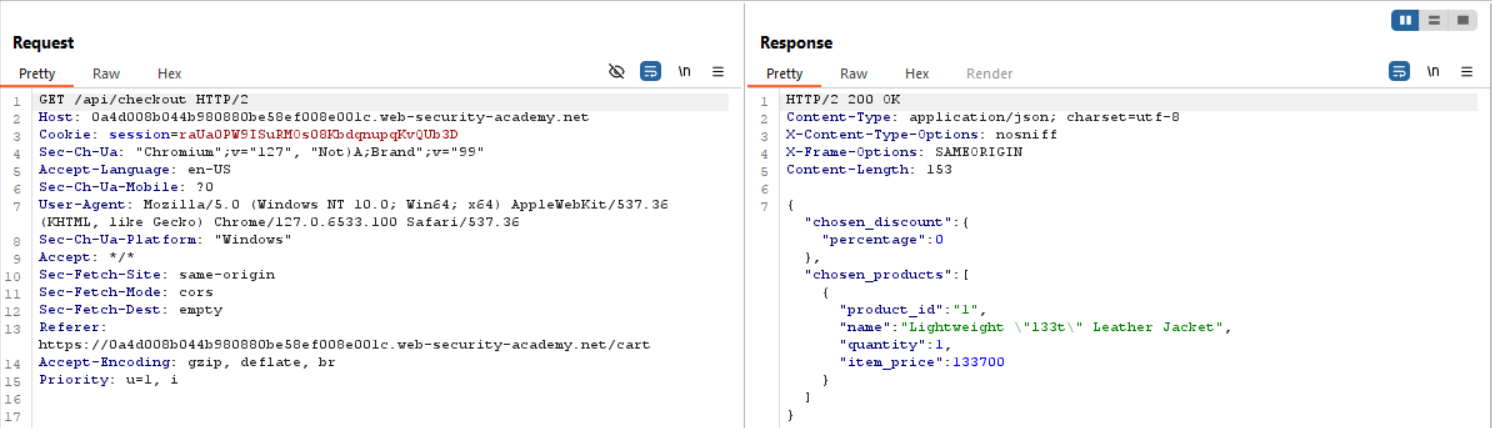 Request
Pretty Raw Hex \n
1 GET /api/checkout HTTP/2
2 Host: 0a4d008b044b980880be58ef008e001c.web-security-academy.net
3 Cookie: session=raUa0PW9ISuRM0s08KbdqnupqKvQUb3D
4 Sec-Ch-Ua: "Chromium";v="127", "Not)A;Brand";v="99"
5 Accept-Language: en-US
6 Sec-Ch-Ua-Mobile: ?0
7 User-Agent: Mozilla/5.0 (Windows NT 10.0; Win64; x64) AppleWebKit/537.36
(KHTML, like Gecko) Chrome/127.0.6533.100 Safari/537.36
8 Sec-Ch-Ua-Platform: "Windows"
9 Accept: */*
10 Sec-Fetch-Site: same-origin
11 Sec-Fetch-Mode: cors
12 Sec-Fetch-Dest: empty
13 Referer:
https://0a4d008b044b980880be58ef008e001c.web-security-academy.net/cart
14 Accept-Encoding: gzip, deflate, br
15 Priority: u=1, i
16
17
Response
Pretty Raw Hex Render \n
1 HTTP/2 200 OK
2 Content-Type: application/json; charset=utf-8
3 X-Content-Type-Options: nosniff
4 X-Frame-Options: SAMEORIGIN
5 Content-Length: 153
6
7 {
"chosen_discount":{
"percentage":0
},
"chosen_products":[
{
"product_id":"1",
"name":"Lightweight \"l33t\" Leather Jacket",
"quantity":1,
"item_price":133700
}
]
}